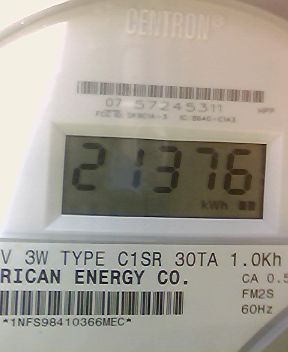 CENTRON®
07 57245311
21376
kWh
V 3W TYPE C1SR 30TA 1.0Kh
RICAN ENERGY CO.
CA 0.5
FM2S
60Hz
*1NFS98410366MEC*